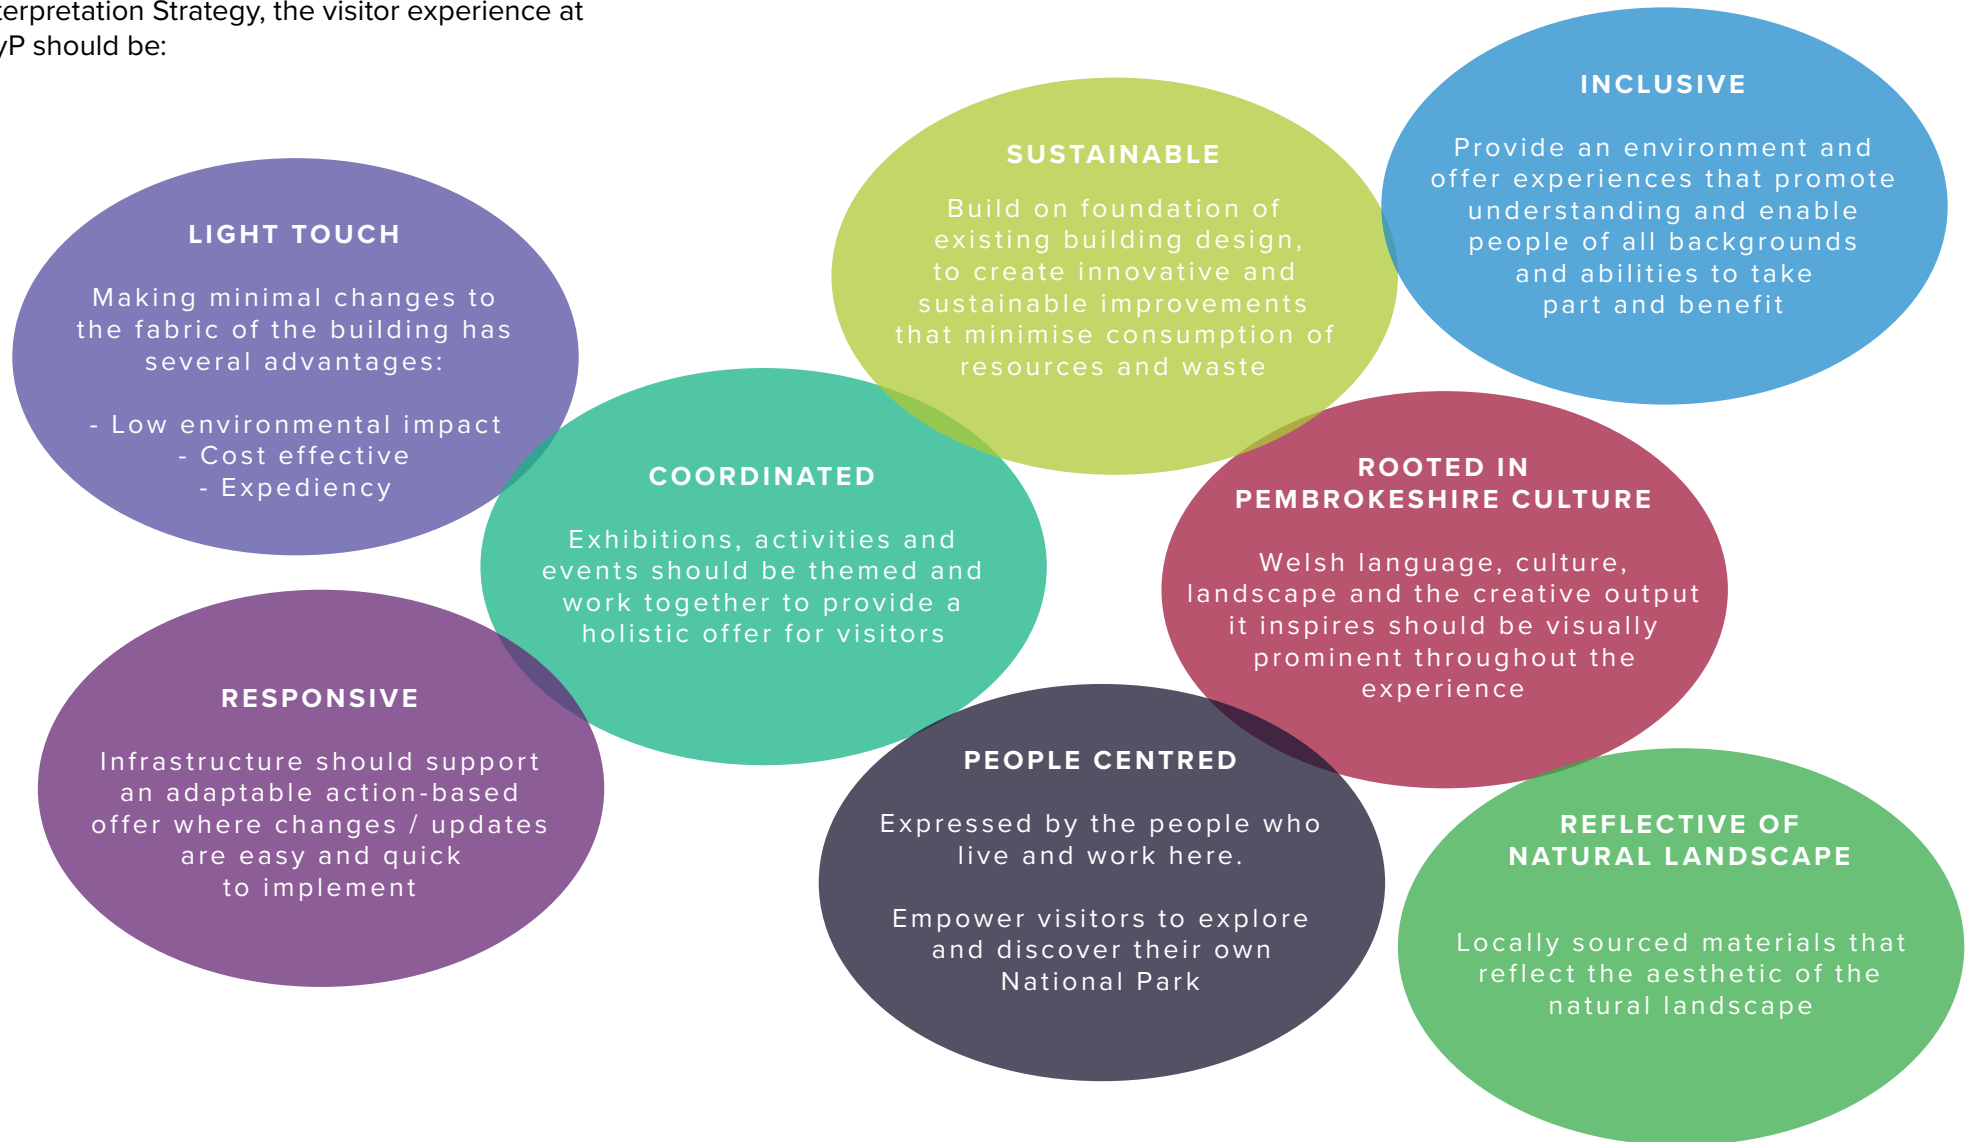 terpretation Strategy, the visitor experience at
yP should be:
LIGHT TOUCH
Making minimal changes to
the fabric of the building has
several advantages:
- Low environmental impact
- Cost effective
- Expediency
COORDINATED
Exhibitions, activities and
events should be themed and
work together to provide a
holistic offer for visitors
SUSTAINABLE
Build on foundation of
existing building design,
to create innovative and
sustainable improvements
that minimise consumption of
resources and waste
INCLUSIVE
Provide an environment and
offer experiences that promote
understanding and enable
people of all backgrounds
and abilities to take
part and benefit
ROOTED IN
PEMBROKESHIRE CULTURE
Welsh language, culture,
landscape and the creative output
it inspires should be visually
prominent throughout the
experience
RESPONSIVE
Infrastructure should support
an adaptable action-based
offer where changes / updates
are easy and quick
to implement
PEOPLE CENTRED
Expressed by the people who
live and work here.
Empower visitors to explore
and discover their own
National Park
REFLECTIVE OF
NATURAL LANDSCAPE
Locally sourced materials that
reflect the aesthetic of the
natural landscape